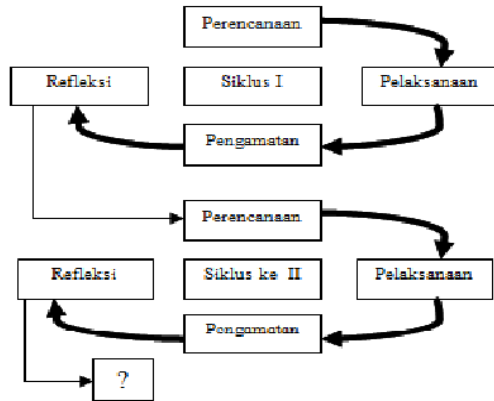 Perencanaan
Refleksi
Siklus I
Pelaksanaan
Pengamatan
Perencanaan
Refleksi
Siklus ke II
Pelaksanaan
Pengamatan
?